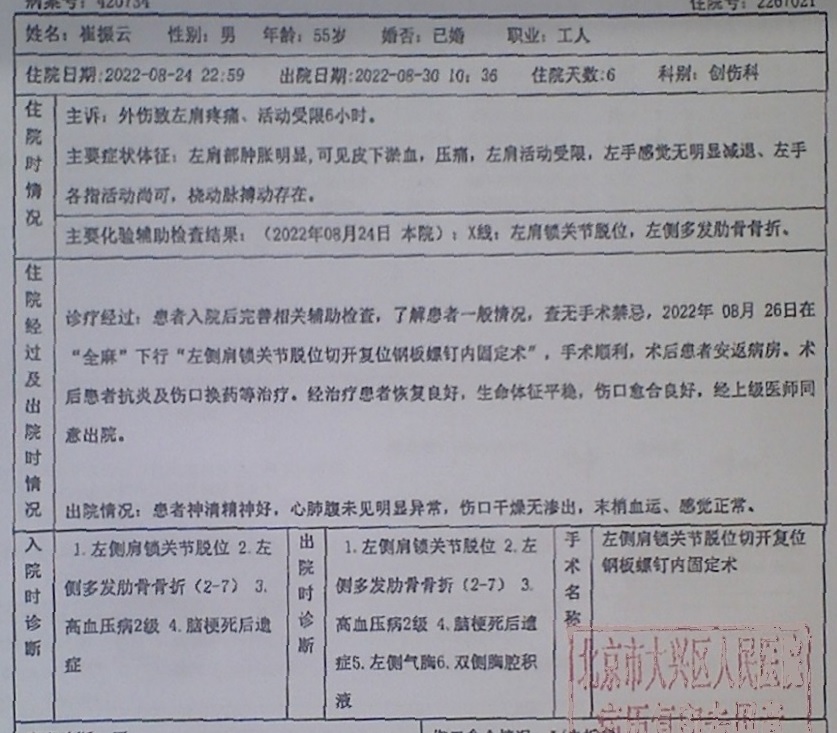 病案号: 420734 住院号: 2267021
姓名: 崔振云 性别: 男 年龄: 55岁 婚否: 已婚 职业: 工人
住院日期:2022-08-24 22:59 出院日期:2022-08-30 10: 36 住院天数:6 科别: 创伤科
住院时情况
主诉: 外伤致左肩疼痛、活动受限6小时。
主要症状体征: 左肩部肿胀明显,可见皮下淤血, 压痛, 左肩活动受限, 左手感觉无明显减退、左手
各指活动尚可, 桡动脉搏动存在。
主要化验辅助检查结果: (2022年08月24日 本院): X线: 左肩锁关节脱位, 左侧多发肋骨骨折、
住院经过及出院时情况
诊疗经过: 患者入院后完善相关辅助检查, 了解患者一般情况, 查无手术禁忌, 2022年 08月 26日在
“全麻”下行“左侧肩锁关节脱位切开复位钢板螺钉内固定术”, 手术顺利, 术后患者安返病房。术
后患者抗炎及伤口换药等治疗。经治疗患者恢复良好, 生命体征平稳, 伤口愈合良好, 经上级医师同
意出院。
出院情况: 患者神清精神好, 心肺腹未见明显异常, 伤口干燥无渗出, 末梢血运、感觉正常。
入院时诊断
1. 左侧肩锁关节脱位 2. 左
侧多发肋骨骨折 (2-7) 3.
高血压病2级 4. 脑梗死后遗
症
出院时诊断
1. 左侧肩锁关节脱位 2. 左
侧多发肋骨骨折 (2-7) 3.
高血压病2级 4. 脑梗死后遗
症5. 左侧气胸6. 双侧胸腔积
液
手术名称
左侧肩锁关节脱位切开复位
钢板螺钉内固定术
北京市大兴区人民医院